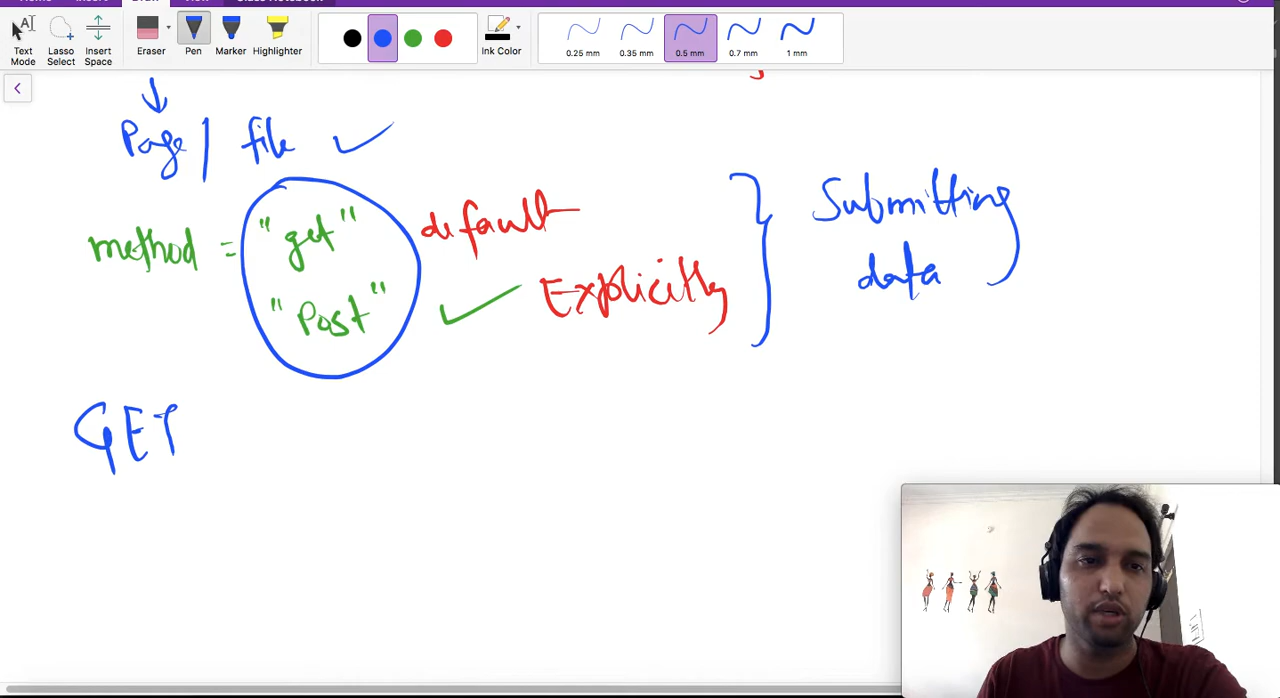 Text Mode
Lasso Select
Insert Space
Eraser
Pen
Marker
Highlighter
Ink Color
0.25 mm
0.35 mm
0.5 mm
0.7 mm
1 mm
Page | file
method = "get" default
"Post" Explicitly
Submitting
data
GET